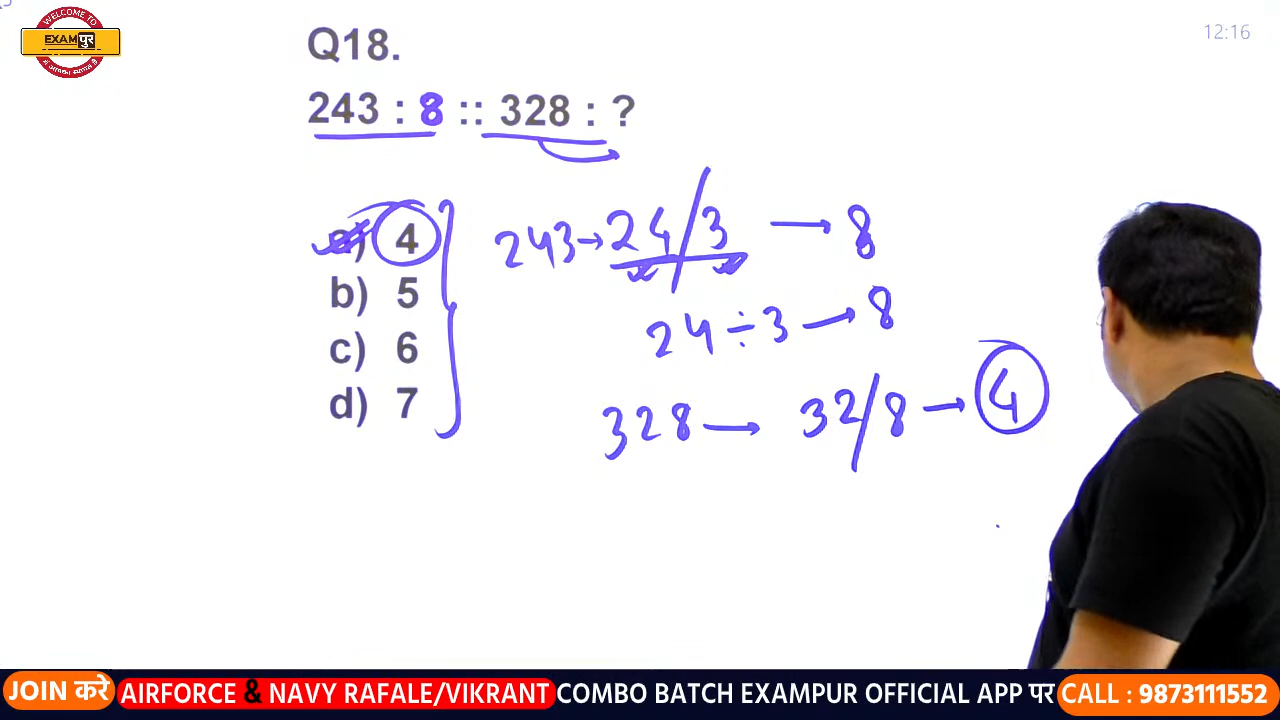 WELCOME TO
EXAMपुर
12:16
Q18.
243 : 8 :: 328 : ?
a) 4
b) 5
c) 6
d) 7
243→24/3 → 8
24÷3 → 8
328 → 32/8 → 4
JOIN करे AIRFORCE & NAVY RAFALE/VIKRANT COMBO BATCH EXAMPUR OFFICIAL APP पर CALL : 9873111552